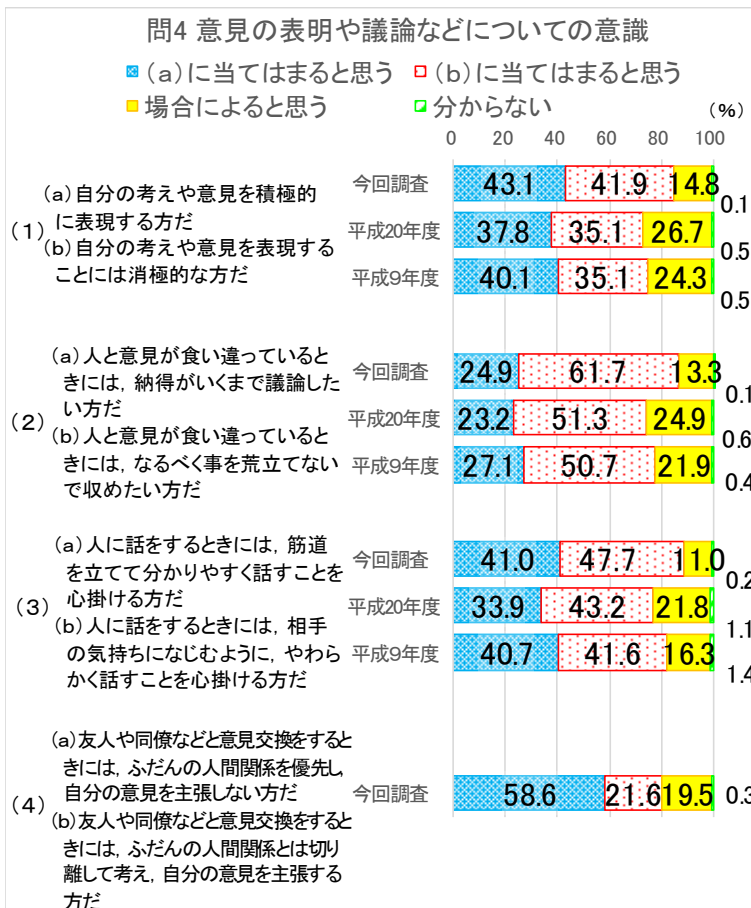 問4 意見の表明や議論などについての意識
(a)に当てはまると思う (b)に当てはまると思う
場合によると思う 分からない (%)
0 20 40 60 80 100
(1)
(a)自分の考えや意見を積極的
に表現する方だ
(b)自分の考えや意見を表現する
ことには消極的な方だ
今回調査 43.1 41.9 14.8 0.1
平成20年度 37.8 35.1 26.7 0.5
平成9年度 40.1 35.1 24.3 0.5
(2)
(a)人と意見が食い違っていると
きには,納得がいくまで議論した
い方だ
(b)人と意見が食い違っていると
きには,なるべく事を荒立てない
で収めたい方だ
今回調査 24.9 61.7 13.3 0.1
平成20年度 23.2 51.3 24.9 0.6
平成9年度 27.1 50.7 21.9 0.4
(3)
(a)人に話をするときには,筋道
を立てて分かりやすく話すことを
心掛ける方だ
(b)人に話をするときには,相手
の気持ちになじむように,やわら
かく話すことを心掛ける方だ
今回調査 41.0 47.7 11.0 0.2
平成20年度 33.9 43.2 21.8 1.1
平成9年度 40.7 41.6 16.3 1.4
(4)
(a)友人や同僚などと意見交換をすると
きには,ふだんの人間関係を優先し,
自分の意見を主張しない方だ
(b)友人や同僚などと意見交換をすると
きには,ふだんの人間関係とは切り
離して考え,自分の意見を主張する
方だ
今回調査 58.6 21.6 19.5 0.3